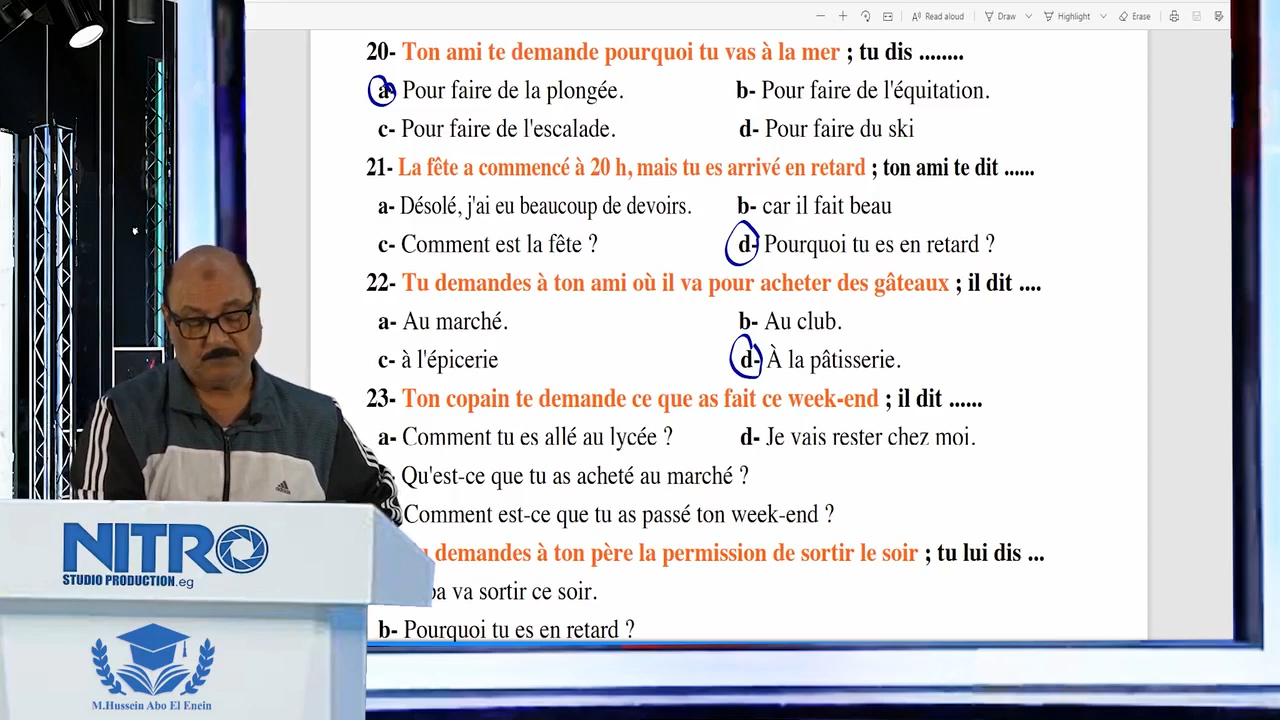 Read aloud Draw Highlight Erase
20- Ton ami te demande pourquoi tu vas à la mer ; tu dis ........
a- Pour faire de la plongée. b- Pour faire de l'équitation.
c- Pour faire de l'escalade. d- Pour faire du ski
21- La fête a commencé à 20 h, mais tu es arrivé en retard ; ton ami te dit ......
a- Désolé, j'ai eu beaucoup de devoirs. b- car il fait beau
c- Comment est la fête ? d- Pourquoi tu es en retard ?
22- Tu demandes à ton ami où il va pour acheter des gâteaux ; il dit ....
a- Au marché. b- Au club.
c- à l'épicerie d- À la pâtisserie.
23- Ton copain te demande ce que as fait ce week-end ; il dit ......
a- Comment tu es allé au lycée ? d- Je vais rester chez moi.
Qu'est-ce que tu as acheté au marché ?
Comment est-ce que tu as passé ton week-end ?
demandes à ton père la permission de sortir le soir ; tu lui dis ...
va sortir ce soir.
b- Pourquoi tu es en retard ?
NITRO
STUDIO PRODUCTION.eg
M.Hussein Abo El Enein